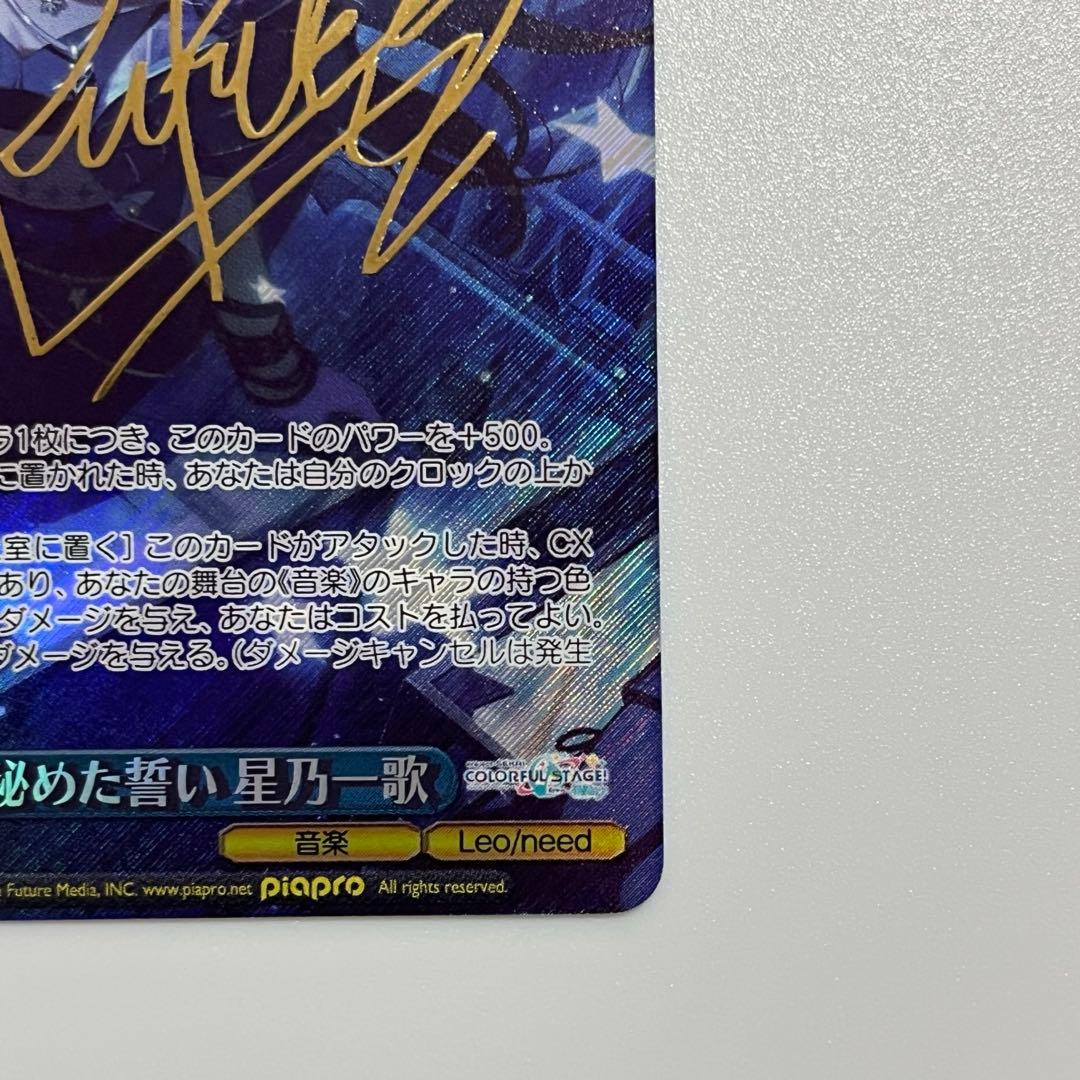 ラ1枚につき、このカードのパワーを+500。
に置かれた時、あなたは自分のクロックの上か
室に置く] このカードがアタックした時、CX
あり、あなたの舞台の《音楽》のキャラの持つ色
ダメージを与え、あなたはコストを払ってよい。
ダメージを与える。(ダメージキャンセルは発生
秘めた誓い 星乃一歌
COLORFUL STAGE!
音楽 Leo/need
Future Media, INC. www.piapro.net piapro All rights reserved.